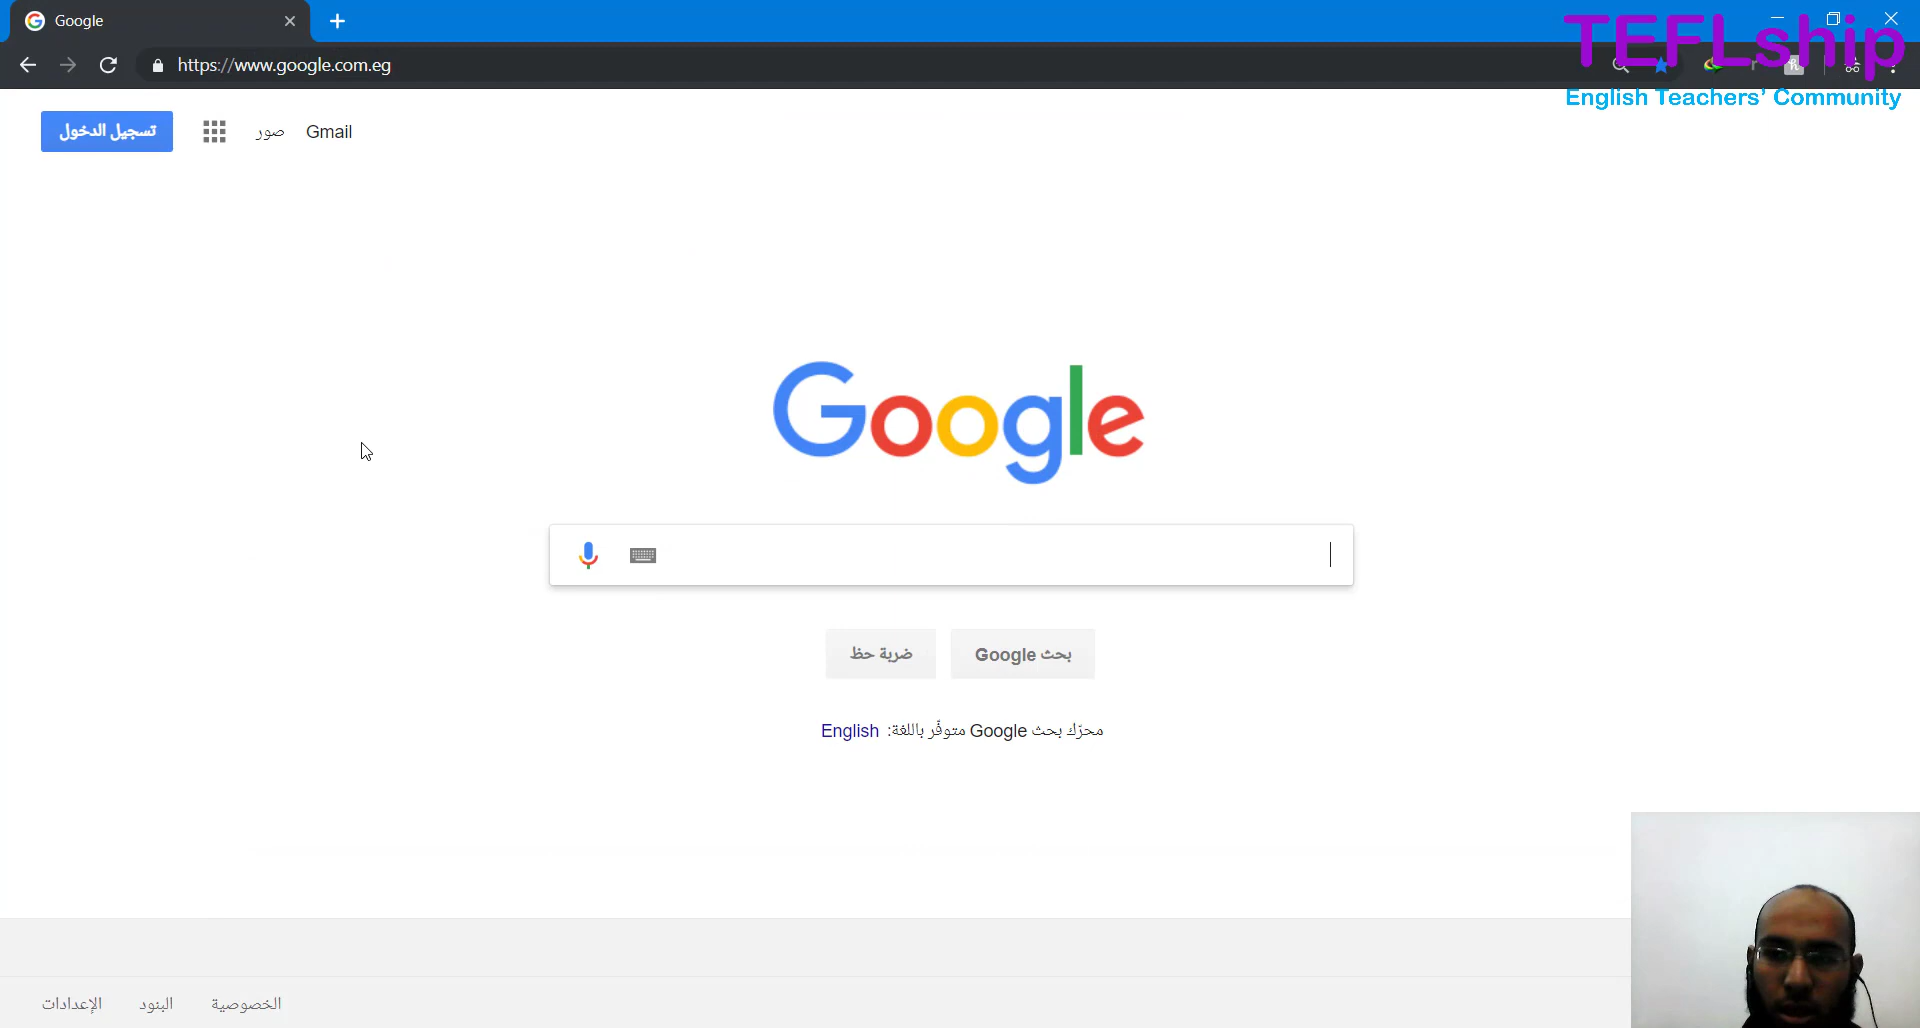 Google
TEFLship
https://www.google.com.eg
English Teachers' Community
تسجيل الدخول
صور
Gmail
Google
بحث Google
ضربة حظ
محرّك بحث Google متوفّر باللغة: English
الخصوصية
البنود
الإعدادات